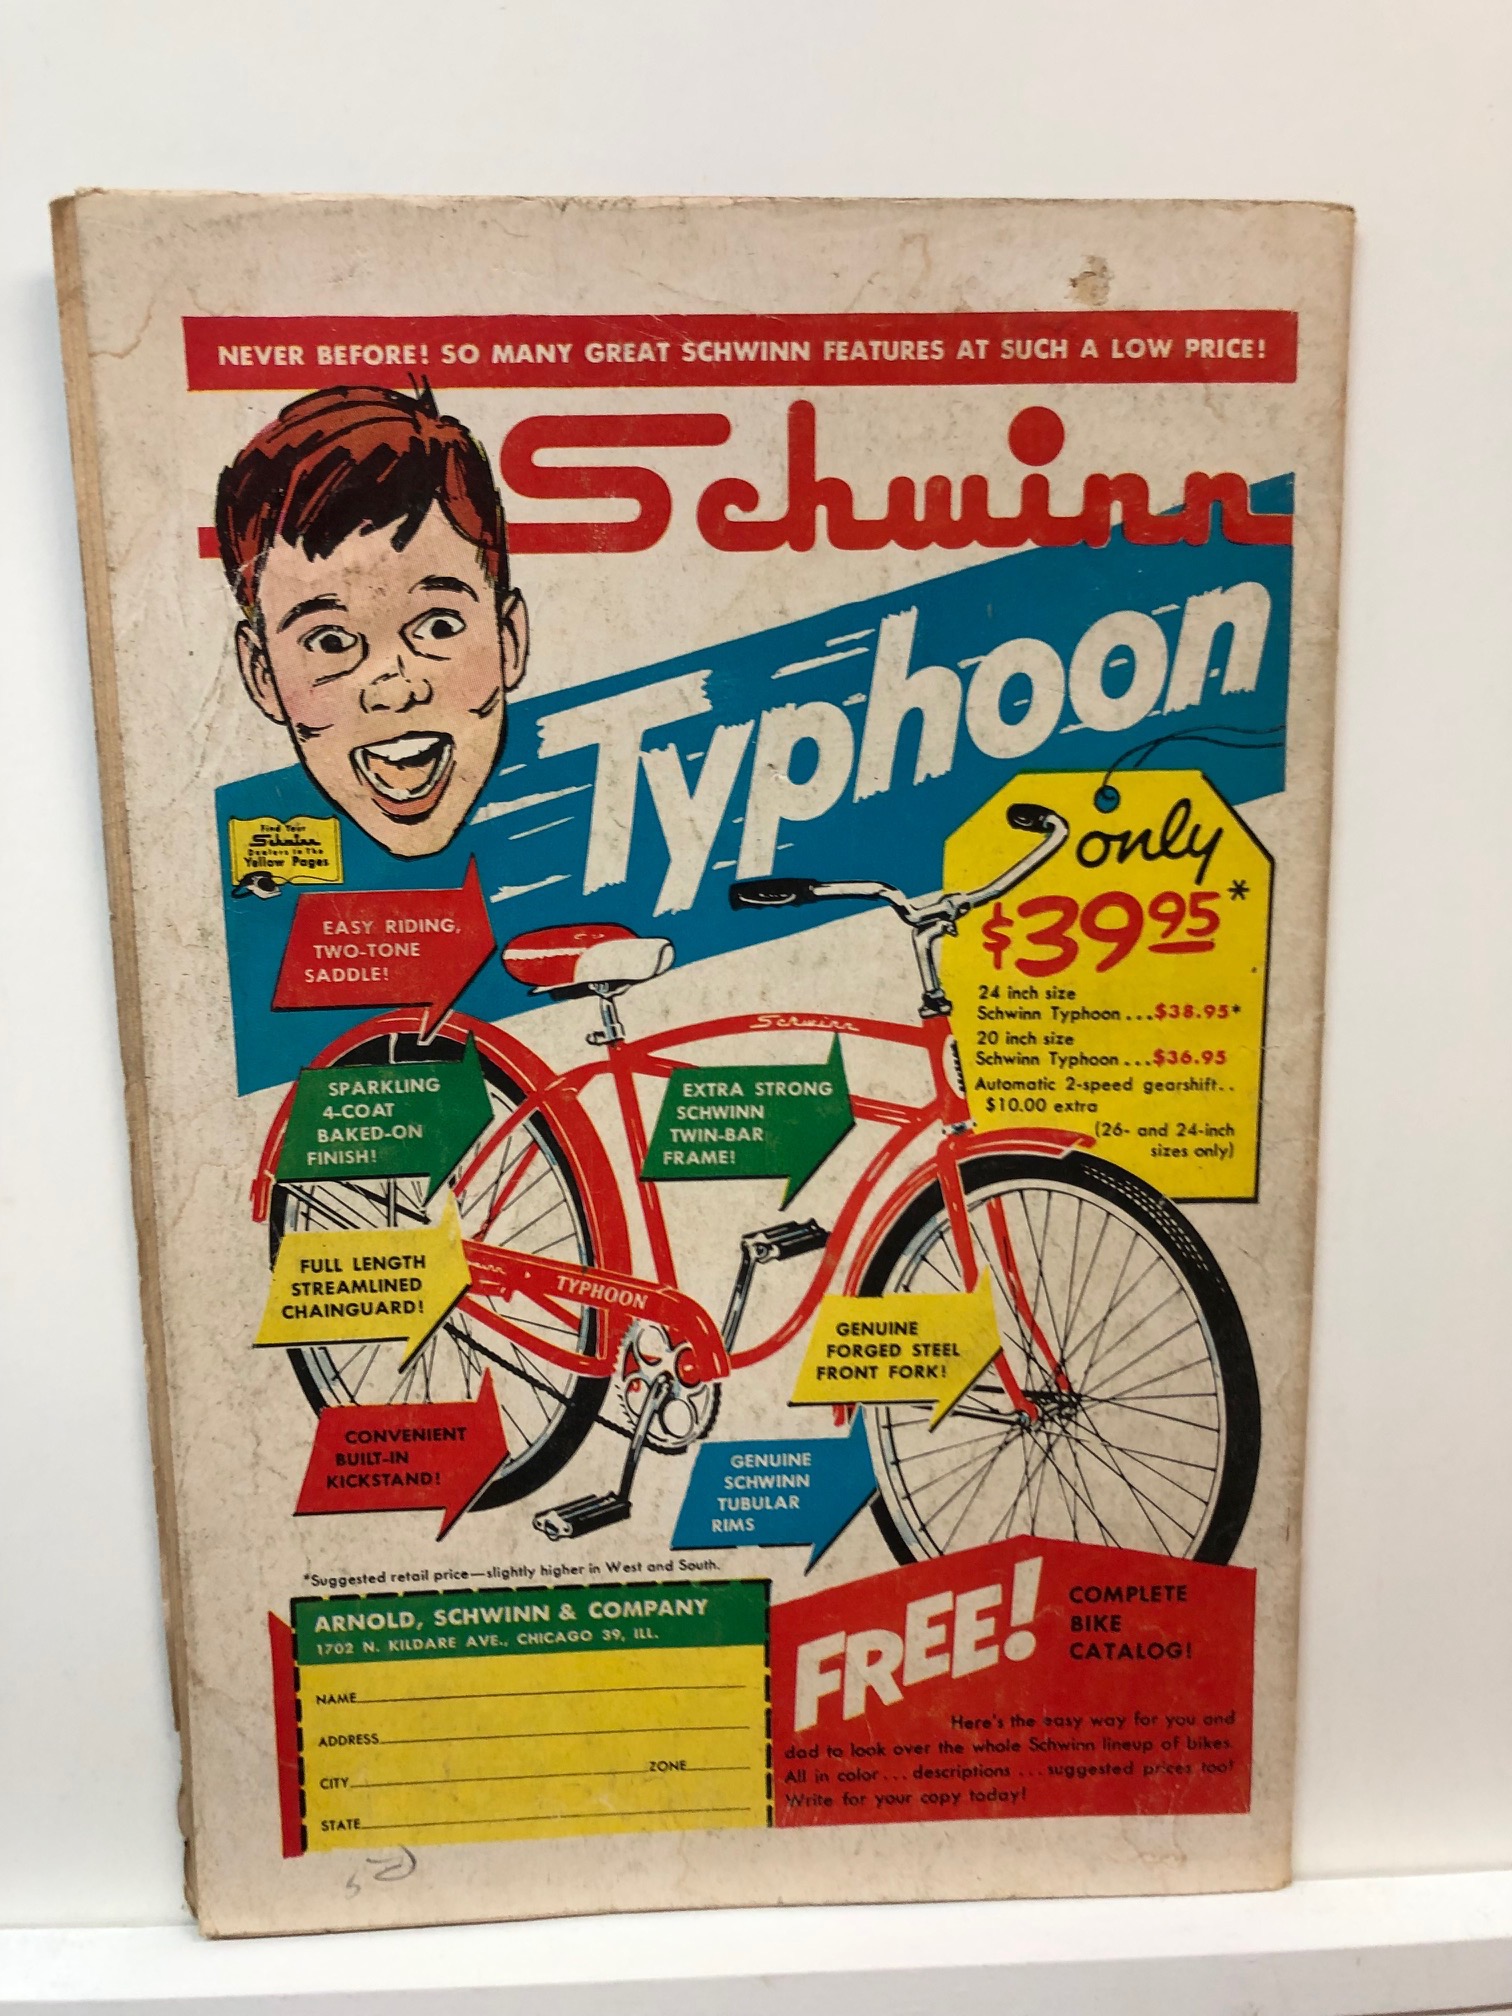 NEVER BEFORE! SO MANY GREAT SCHWINN FEATURES AT SUCH A LOW PRICE!
Schwinn
Typhoon
Find Your
Schwinn
Dealers In The
Yellow Pages
only
$39.95*
24 inch size
Schwinn Typhoon...$38.95*
20 inch size
Schwinn Typhoon...$36.95
Automatic 2-speed gearshift..
$10.00 extra
(26- and 24-inch
sizes only)
EASY RIDING,
TWO-TONE
SADDLE!
Schwinn
SPARKLING
4-COAT
BAKED-ON
FINISH!
EXTRA STRONG
SCHWINN
TWIN-BAR
FRAME!
FULL LENGTH
STREAMLINED
CHAINGUARD!
TYPHOON
GENUINE
FORGED STEEL
FRONT FORK!
CONVENIENT
BUILT-IN
KICKSTAND!
GENUINE
SCHWINN
TUBULAR
RIMS
*Suggested retail price—slightly higher in West and South.
ARNOLD, SCHWINN & COMPANY
1702 N. KILDARE AVE., CHICAGO 39, ILL.
NAME
ADDRESS
CITY ZONE
STATE
FREE!
COMPLETE
BIKE
CATALOG!
Here's the easy way for you and
dad to look over the whole Schwinn lineup of bikes.
All in color...descriptions...suggested prices too!
Write for your copy today!